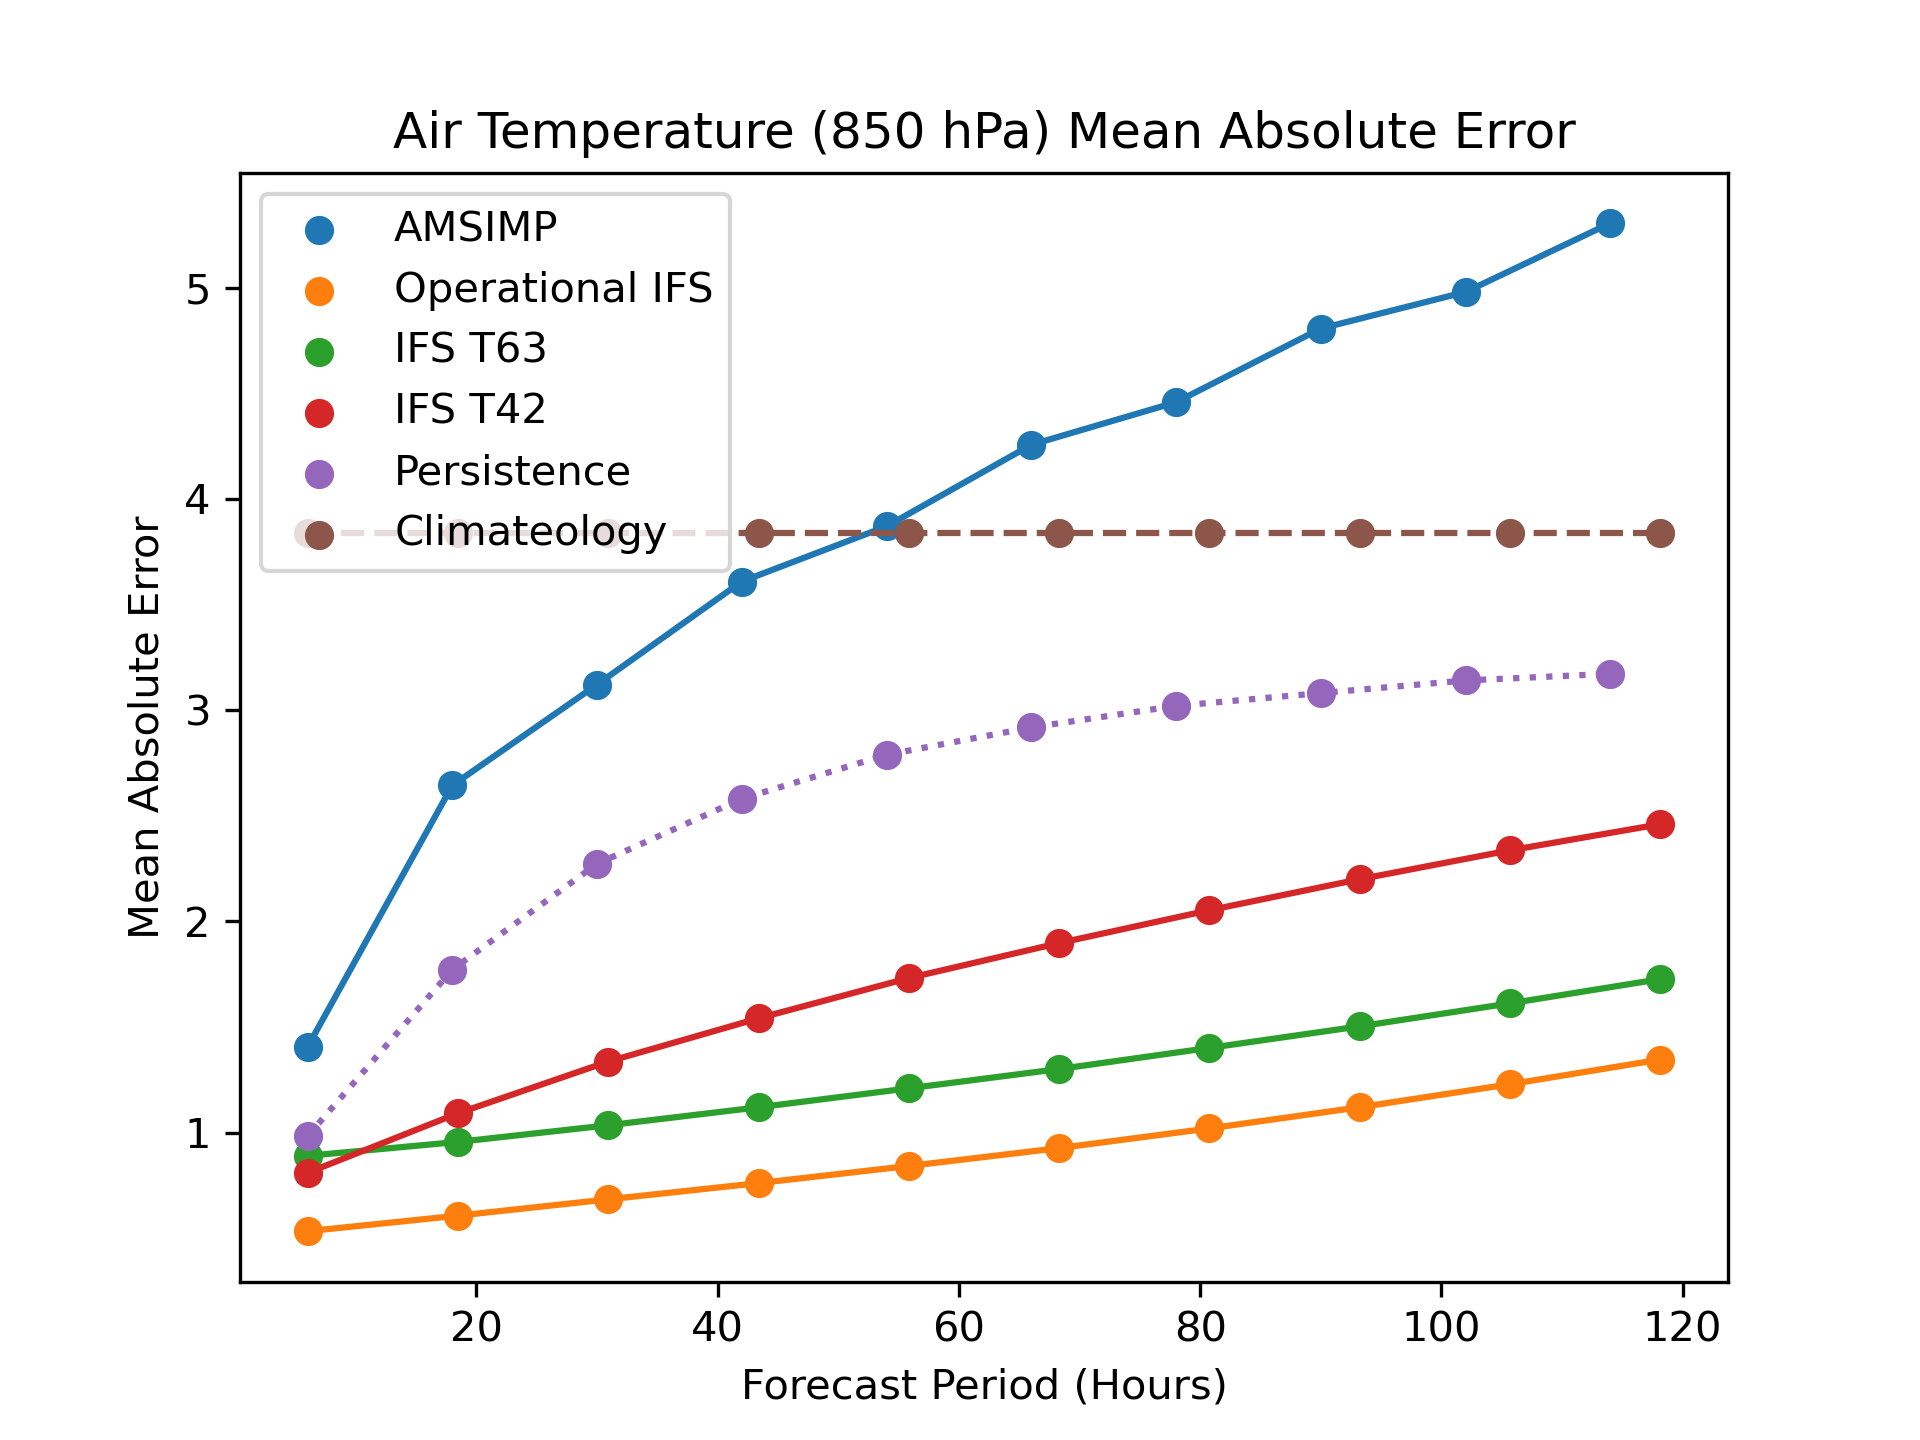 Air Temperature (850 hPa) Mean Absolute Error
AMSIMP
Operational IFS
IFS T63
IFS T42
Persistence
Climateology
Mean Absolute Error
5
4
3
2
1
20 40 60 80 100 120
Forecast Period (Hours)